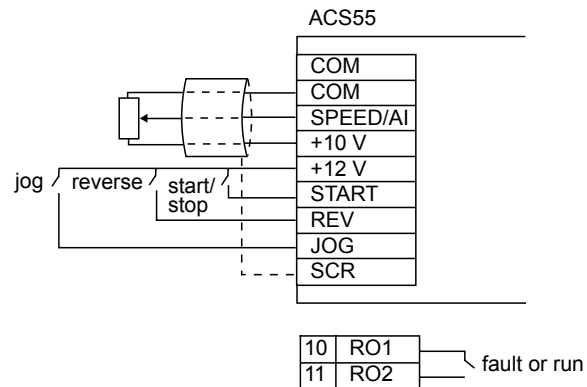 ACS55
COM
COM
SPEED/AI
+10 V
+12 V
START
REV
JOG
SCR
jog
reverse
start/
stop
10 RO1
11 RO2
fault or run